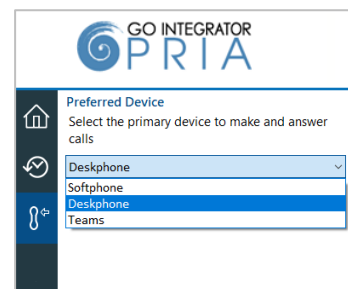 GO INTEGRATOR
PRIA
Preferred Device
Select the primary device to make and answer
calls
Deskphone
Softphone
Deskphone
Teams